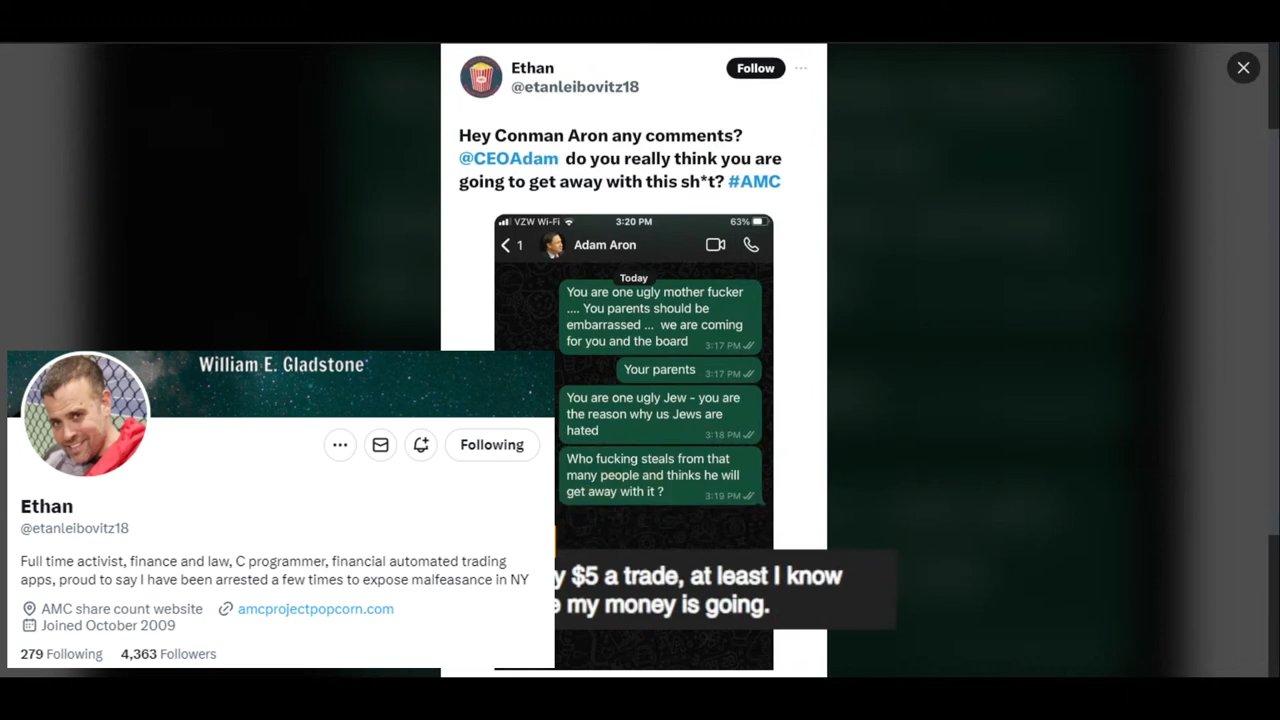 Ethan
@etanleibovitz18
Follow
Hey Conman Aron any comments?
@CEOAdam do you really think you are
going to get away with this sh*t? #AMC
VZW Wi-Fi
3:20 PM
63%
1
Adam Aron
Today
You are one ugly mother fucker
.... You parents should be
embarrassed ... we are coming
for you and the board
3:17 PM
Your parents
3:17 PM
You are one ugly Jew - you are
the reason why us Jews are
hated
3:18 PM
Who fucking steals from that
many people and thinks he will
get away with it ?
3:19 PM
William E. Gladstone
Following
Ethan
@etanleibovitz18
Full time activist, finance and law, C programmer, financial automated trading
apps, proud to say I have been arrested a few times to expose malfeasance in NY
AMC share count website
amcprojectpopcorn.com
Joined October 2009
279 Following
4,363 Followers
$5 a trade, at least I know
my money is going.